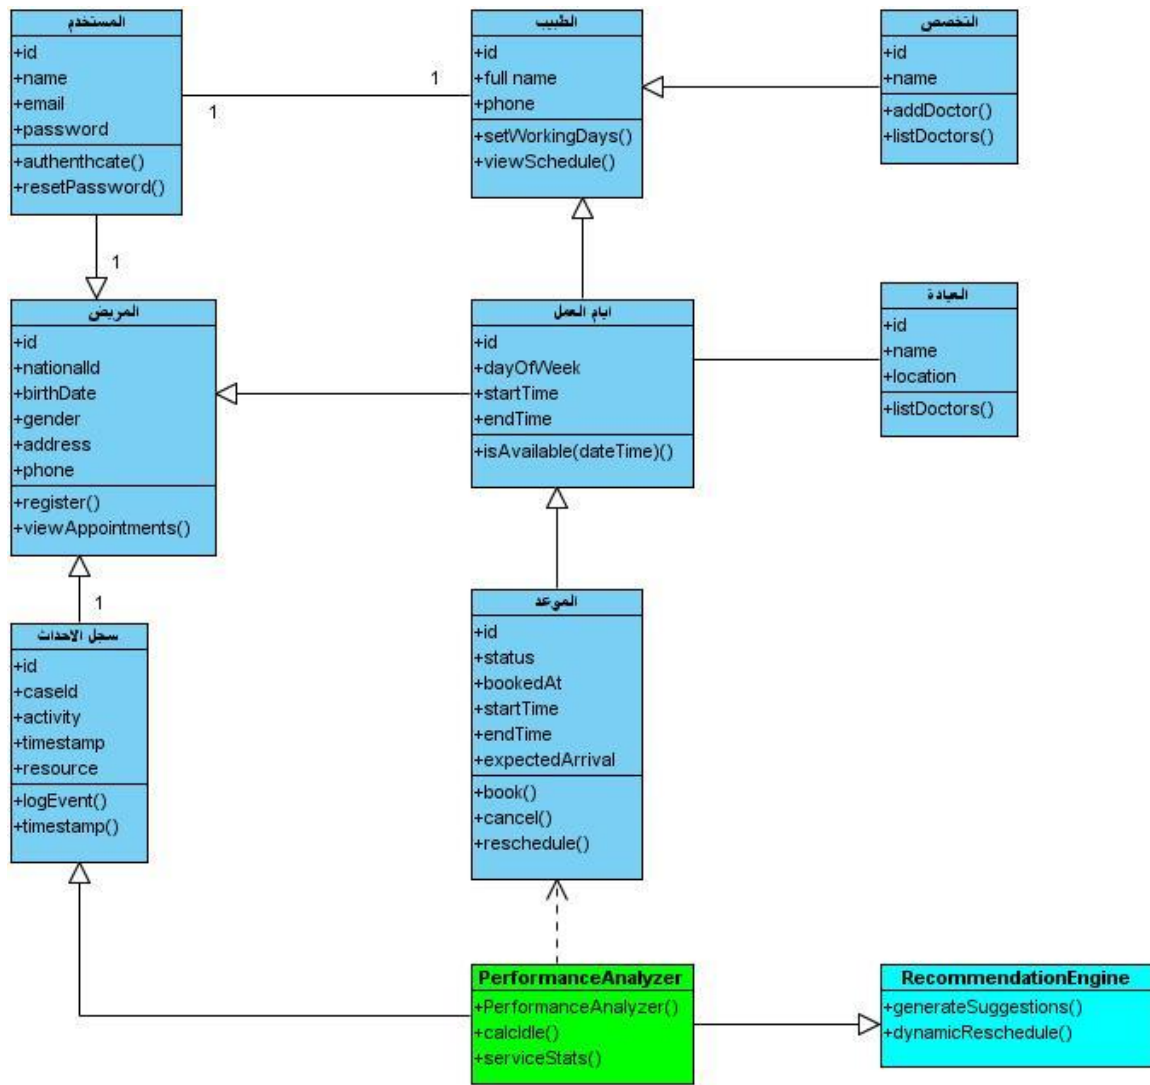 المستخدم
+id
+name
+email
+password
+authenthcate()
+resetPassword()
1
1
الطبيب
+id
+full name
+phone
+setWorkingDays()
+viewSchedule()
التخصص
+id
+name
+addDoctor()
+listDoctors()
1
المريض
+id
+nationalId
+birthDate
+gender
+address
+phone
+register()
+viewAppointments()
ايام العمل
+id
+dayOfWeek
+startTime
+endTime
+isAvailable(dateTime)()
العيادة
+id
+name
+location
+listDoctors()
1
سجل الاحداث
+id
+caseId
+activity
+timestamp
+resource
+logEvent()
+timestamp()
الموعد
+id
+status
+bookedAt
+startTime
+endTime
+expectedArrival
+book()
+cancel()
+reschedule()
PerformanceAnalyzer
+PerformanceAnalyzer()
+calcIdle()
+serviceStats()
RecommendationEngine
+generateSuggestions()
+dynamicReschedule()